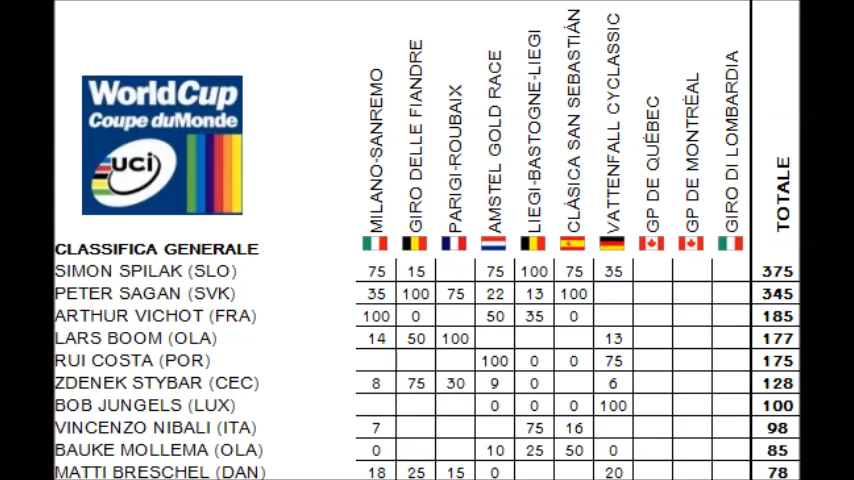 WorldCup
Coupe duMonde
UCI
MILANO-SANREMO
GIRO DELLE FIANDRE
PARIGI-ROUBAIX
AMSTEL GOLD RACE
LIEGI-BASTOGNE-LIEGI
CLÁSICA SAN SEBASTIÁN
VATTENFALL CYCLASSIC
GP DE QUÈBEC
GP DE MONTRÉAL
GIRO DI LOMBARDIA
TOTALE
CLASSIFICA GENERALE
SIMON SPILAK (SLO) 75 15 75 100 75 35 375
PETER SAGAN (SVK) 35 100 75 22 13 100 345
ARTHUR VICHOT (FRA) 100 0 50 35 0 185
LARS BOOM (OLA) 14 50 100 13 177
RUI COSTA (POR) 100 0 0 75 175
ZDENEK STYBAR (CEC) 8 75 30 9 0 6 128
BOB JUNGELS (LUX) 0 0 0 100 100
VINCENZO NIBALI (ITA) 7 75 16 98
BAUKE MOLLEMA (OLA) 0 10 25 50 0 85
MATTI BRESCHEL (DAN) 18 25 15 0 20 78